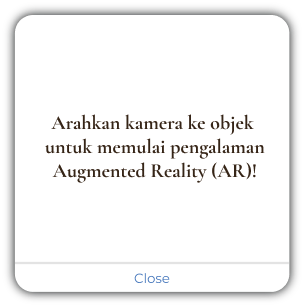 Arahkan kamera ke objek
untuk memulai pengalaman
Augmented Reality (AR)!
Close